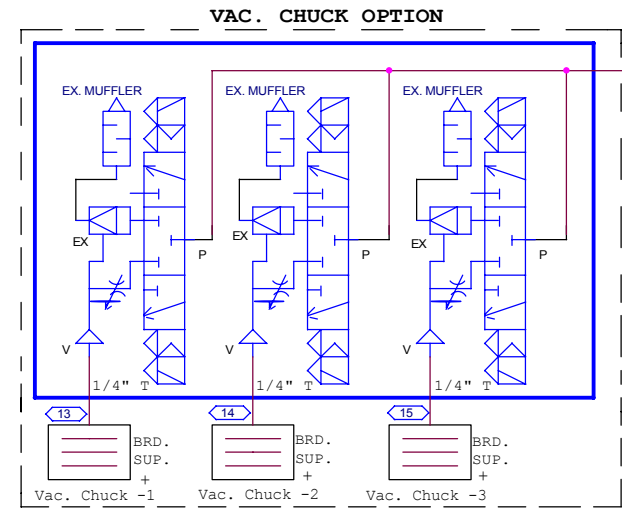 VAC. CHUCK OPTION
EX. MUFFLER
EX. MUFFLER
EX. MUFFLER
EX
P
EX
P
EX
P
V
V
V
1/4" T
1/4" T
1/4" T
13
14
15
BRD.
SUP.
+
BRD.
SUP.
+
BRD.
SUP.
+
Vac. Chuck -1
Vac. Chuck -2
Vac. Chuck -3